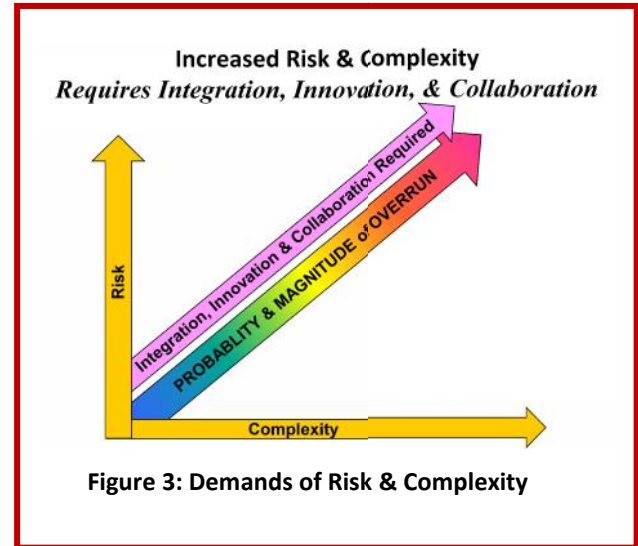 Increased Risk & Complexity
Requires Integration, Innovation, & Collaboration
Risk
Integration, Innovation & Collaboration Required
PROBABLITY & MAGNITUDE of OVERRUN
Complexity
Figure 3: Demands of Risk & Complexity